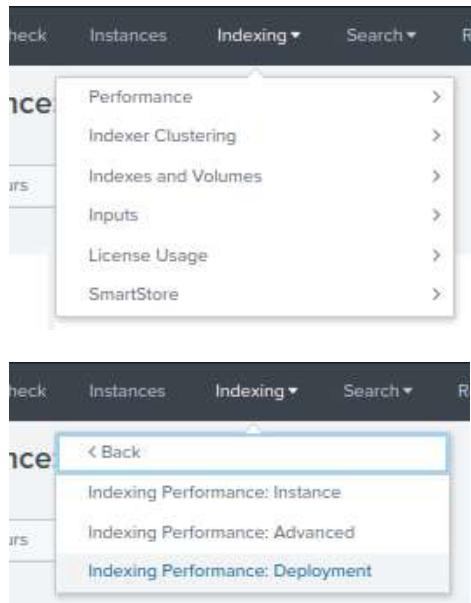 heck Instances Indexing ▾ Search ▾ R
nce
urs
Performance >
Indexer Clustering >
Indexes and Volumes >
Inputs >
License Usage >
SmartStore >
heck Instances Indexing ▾ Search ▾ R
nce
urs
< Back
Indexing Performance: Instance
Indexing Performance: Advanced
Indexing Performance: Deployment